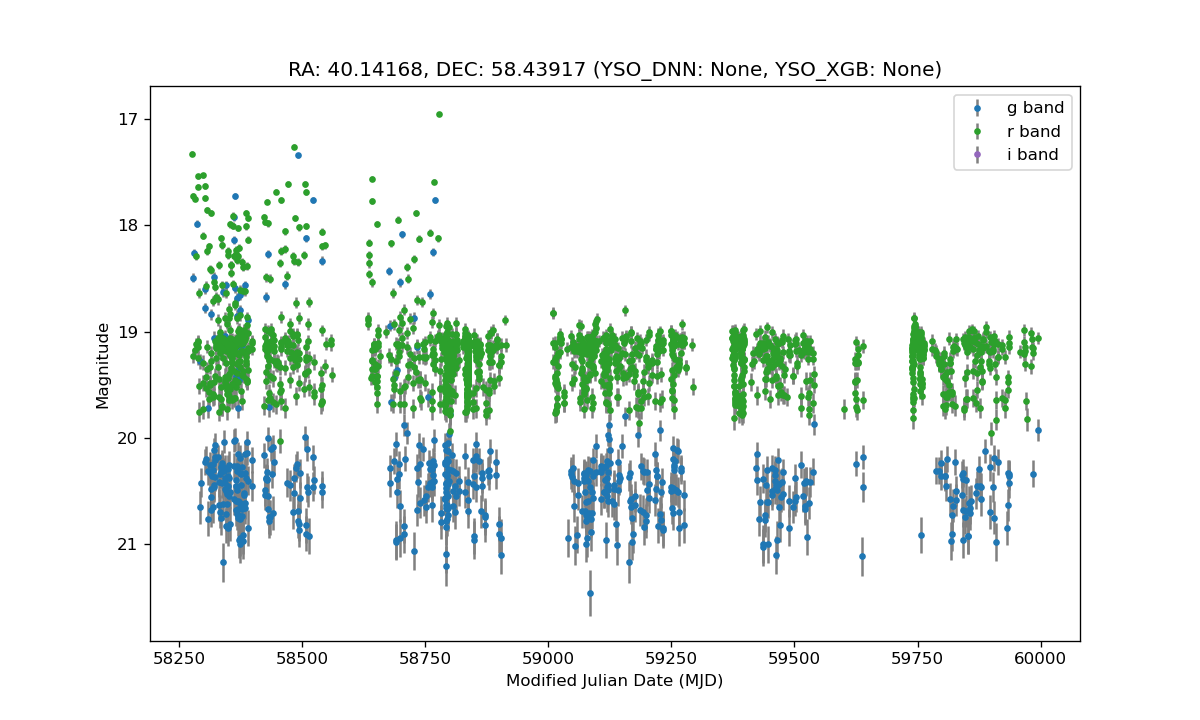 RA: 40.14168, DEC: 58.43917 (YSO_DNN: None, YSO_XGB: None)
g band
r band
i band
17
18
19
20
21
Magnitude
58250 58500 58750 59000 59250 59500 59750 60000
Modified Julian Date (MJD)